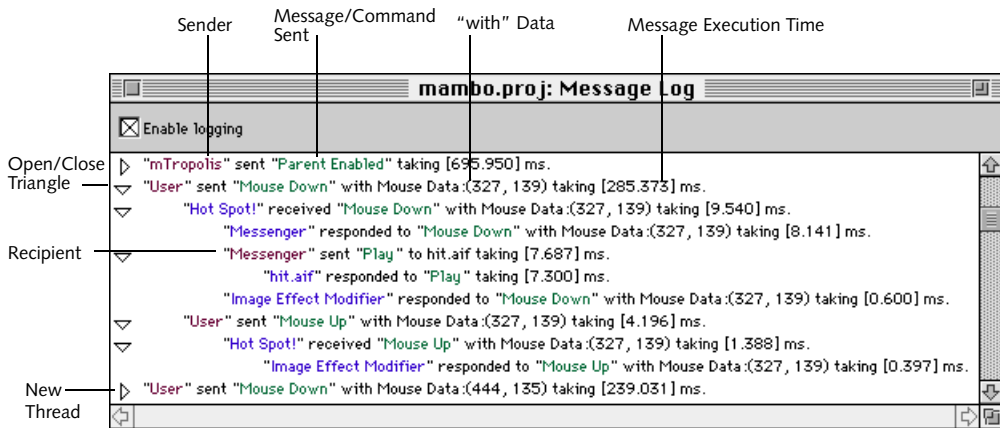 Sender
Message/Command
Sent
“with” Data
Message Execution Time
mambo.proj: Message Log
Enable logging
Open/Close
Triangle
"mTropolis" sent "Parent Enabled" taking [695.950] ms.
"User" sent "Mouse Down" with Mouse Data:(327, 139) taking [285.373] ms.
"Hot Spot!" received "Mouse Down" with Mouse Data:(327, 139) taking [9.540] ms.
"Messenger" responded to "Mouse Down" with Mouse Data:(327, 139) taking [8.141] ms.
Recipient
"Messenger" sent "Play" to hit.aif taking [7.687] ms.
"hit.aif" responded to "Play" taking [7.300] ms.
"Image Effect Modifier" responded to "Mouse Down" with Mouse Data:(327, 139) taking [0.600] ms.
"User" sent "Mouse Up" with Mouse Data:(327, 139) taking [4.196] ms.
"Hot Spot!" received "Mouse Up" with Mouse Data:(327, 139) taking [1.388] ms.
"Image Effect Modifier" responded to "Mouse Up" with Mouse Data:(327, 139) taking [0.397] ms.
New
Thread
"User" sent "Mouse Down" with Mouse Data:(444, 135) taking [239.031] ms.